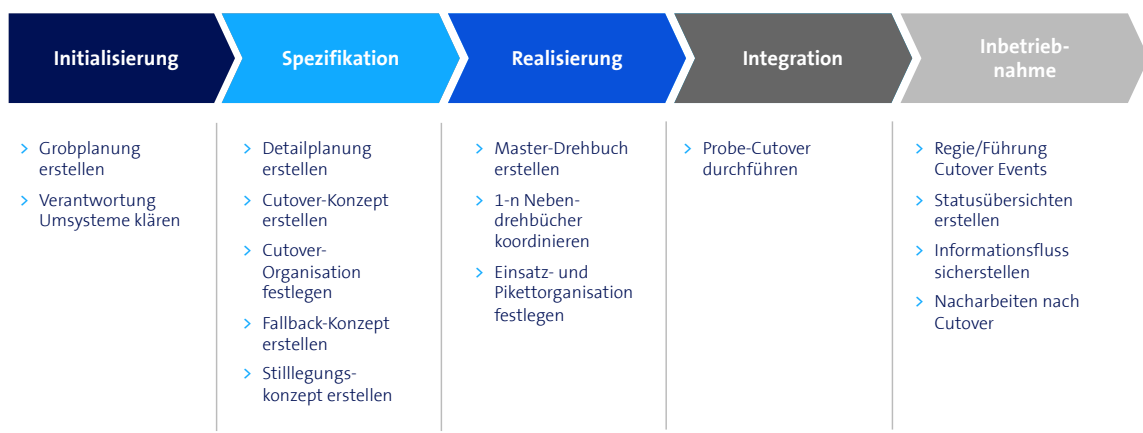 Initialisierung
Spezifikation
Realisierung
Integration
Inbetrieb-
nahme
> Grobplanung
erstellen
> Verantwortung
Umsysteme klären
> Detailplanung
erstellen
> Cutover-Konzept
erstellen
> Cutover-
Organisation
festlegen
> Fallback-Konzept
erstellen
> Stilllegungs-
konzept erstellen
> Master-Drehbuch
erstellen
> 1-n Neben-
drehbücher
koordinieren
> Einsatz- und
Pikettorganisation
festlegen
> Probe-Cutover
durchführen
> Regie/Führung
Cutover Events
> Statusübersichten
erstellen
> Informationsfluss
sicherstellen
> Nacharbeiten nach
Cutover